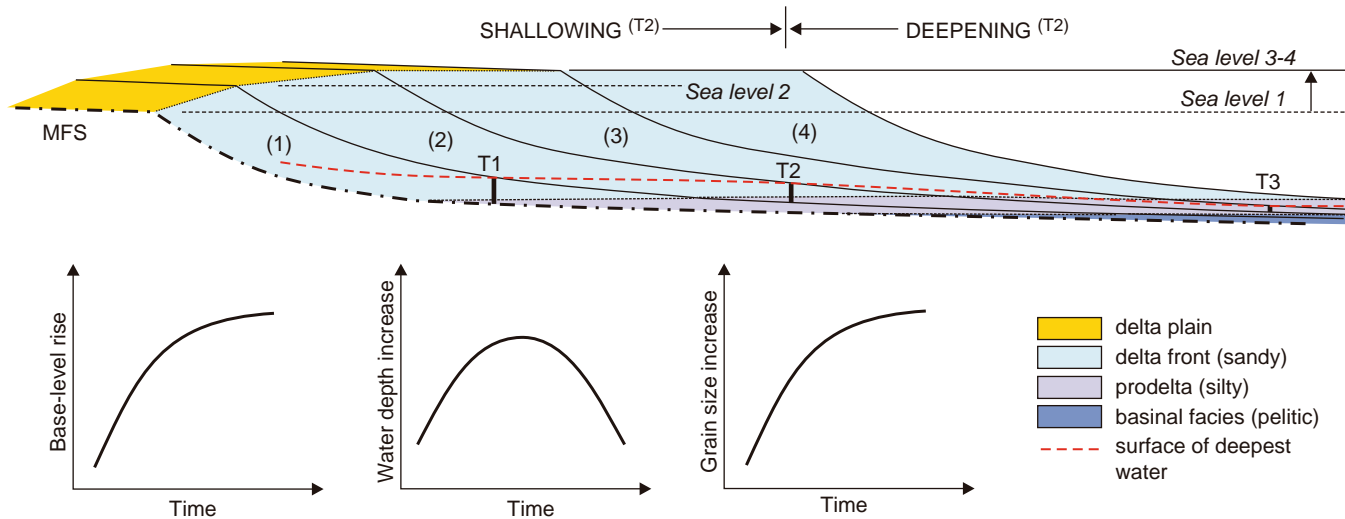 SHALLOWING (T2)
DEEPENING (T2)
Sea level 3-4
Sea level 2
Sea level 1
MFS
(1)
(2)
(3)
(4)
T1
T2
T3
Base-level rise
Time
Water depth increase
Time
Grain size increase
Time
delta plain
delta front (sandy)
prodelta (silty)
basinal facies (pelitic)
surface of deepest
water